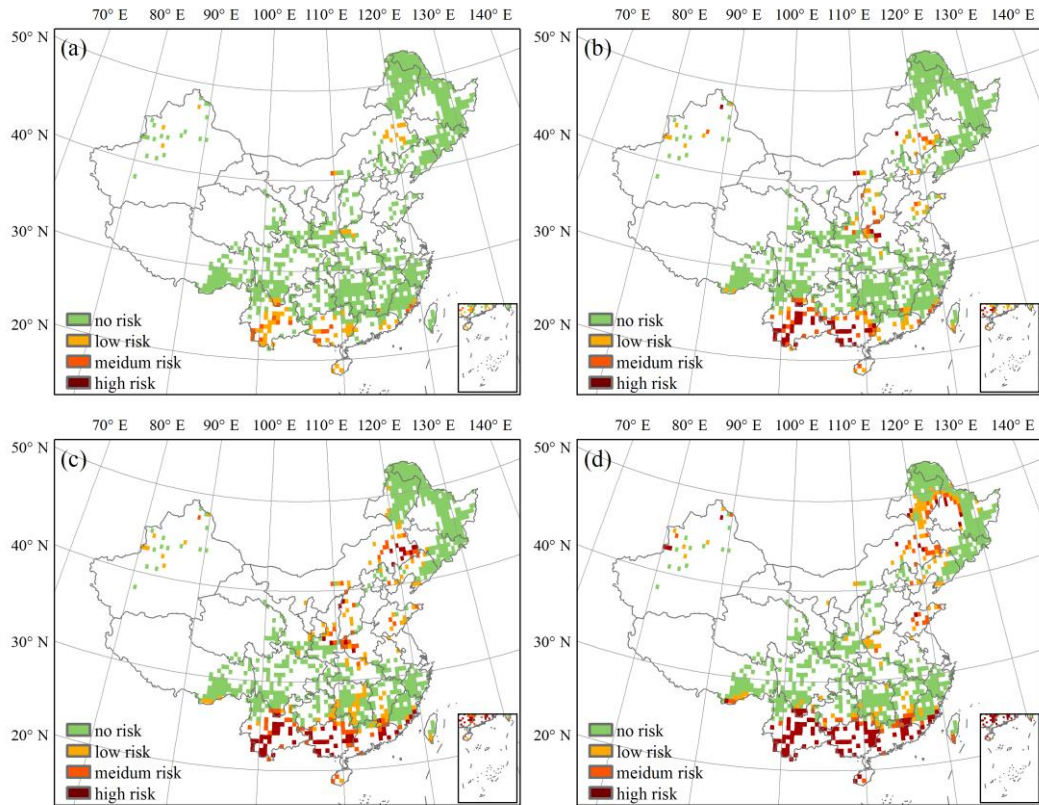 70° E 80° E 90° E 100° E 110° E 120° E 130° E 140° E
50° N
40° N
30° N
20° N
(a)
no risk
low risk
meidum risk
high risk
70° E 80° E 90° E 100° E 110° E 120° E 130° E 140° E
50° N
40° N
30° N
20° N
(b)
no risk
low risk
meidum risk
high risk
70° E 80° E 90° E 100° E 110° E 120° E 130° E 140° E
50° N
40° N
30° N
20° N
(c)
no risk
low risk
meidum risk
high risk
70° E 80° E 90° E 100° E 110° E 120° E 130° E 140° E
50° N
40° N
30° N
20° N
(d)
no risk
low risk
meidum risk
high risk